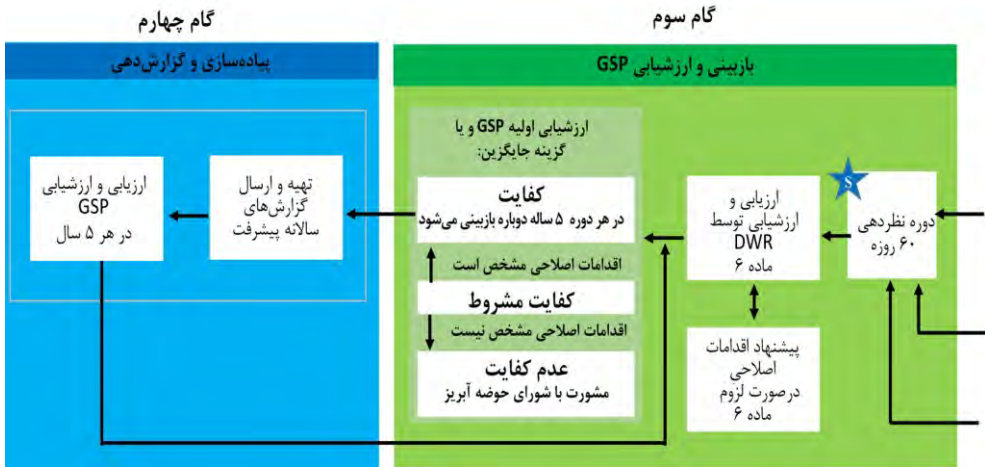 گام سوم
بازبینی و ارزشیابی GSP
S
دوره نظردهی
۶۰ روزه
ارزیابی و
ارزشیابی توسط
DWR
ماده ۶
پیشنهاد اقدامات
اصلاحی
درصورت لزوم
ماده ۶
ارزشیابی اولیه GSP و یا
گزینه جایگزین:
کفایت
در هر دوره ۵ ساله دوباره بازبینی می‌شود
اقدامات اصلاحی مشخص است
کفایت مشروط
اقدامات اصلاحی مشخص نیست
عدم کفایت
مشورت با شورای حوضه آبریز
گام چهارم
پیاده‌سازی و گزارش‌دهی
تهیه و ارسال
گزارش‌های
سالانه پیشرفت
ارزیابی و ارزشیابی
GSP
در هر ۵ سال